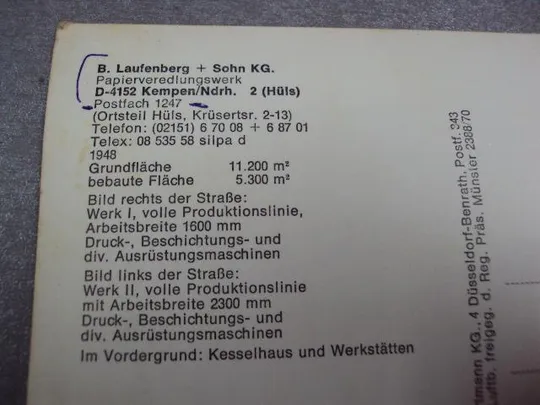 B. Laufenberg + Sohn KG.
Papierveredlungswerk
D-4152 Kempen/Ndrh. 2 (Hüls)
Postfach 1247
(Ortsteil Hüls, Krüsertsr. 2-13)
Telefon: (02151) 6 70 08 + 6 87 01
Telex: 08 535 58 silpa d
1948
Grundfläche 11.200 m²
bebaute Fläche 5.300 m²
Bild rechts der Straße:
Werk I, volle Produktionslinie,
Arbeitsbreite 1600 mm
Druck-, Beschichtungs- und
div. Ausrüstungsmaschinen
Bild links der Straße:
Werk II, volle Produktionslinie
mit Arbeitsbreite 2300 mm
Druck-, Beschichtungs- und
div. Ausrüstungsmaschinen
Im Vordergrund: Kesselhaus und Werkstätten
tmann KG., 4 Düsseldorf-Benrath, Postf. 343
Luftb. freigeg. d. Reg. Präs. Münster 2388/70